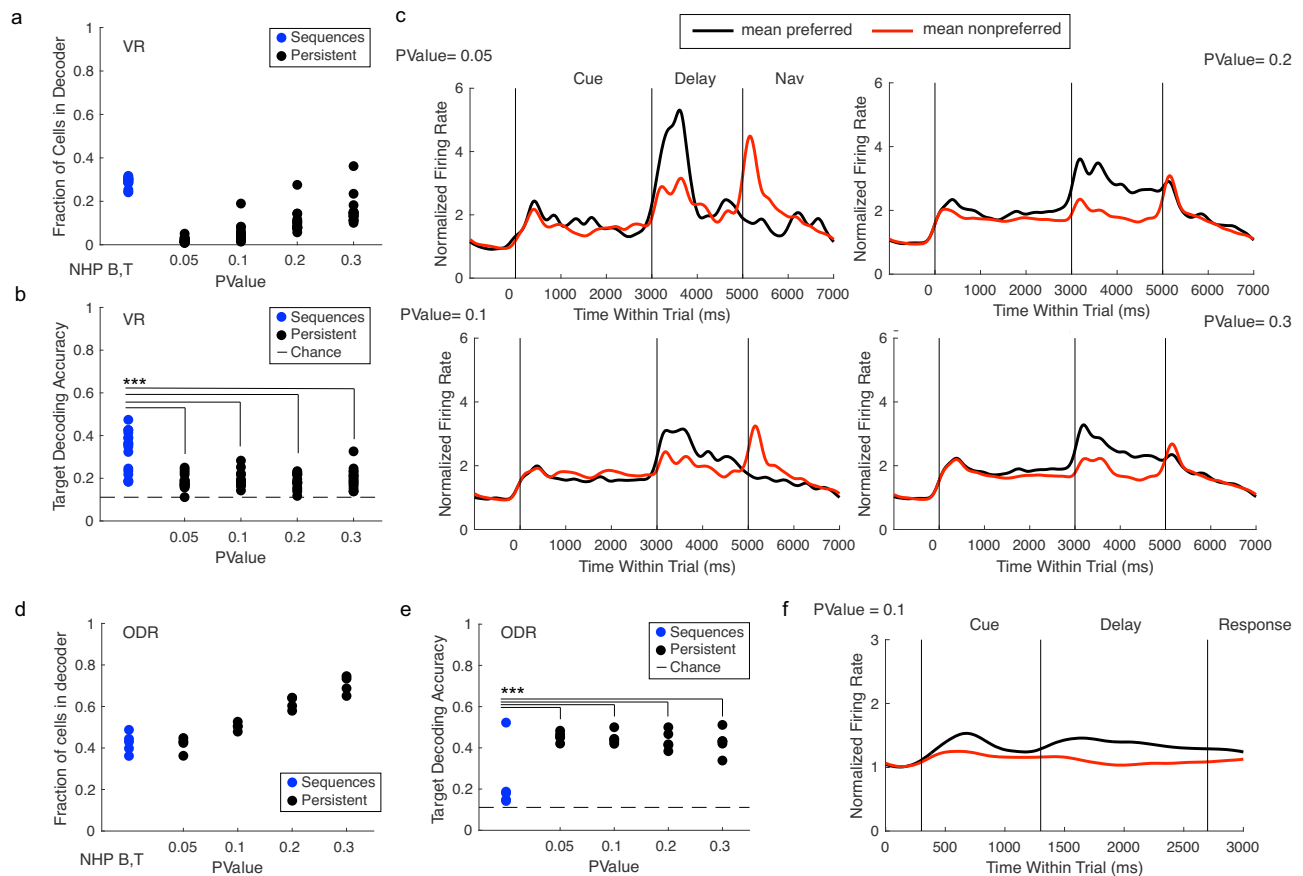 a
VR
Sequences
Persistent
Fraction of Cells in Decoder
1
0.8
0.6
0.4
0.2
0
0.05 0.1 0.2 0.3
NHP B,T
PValue
b
VR
Sequences
Persistent
Chance
***
Target Decoding Accuracy
1
0.8
0.6
0.4
0.2
0
0.05 0.1 0.2 0.3
PValue
c
mean preferred mean nonpreferred
PValue= 0.05
Cue Delay Nav
Normalized Firing Rate
6
4
2
0
0 1000 2000 3000 4000 5000 6000 7000
Time Within Trial (ms)
PValue= 0.2
Normalized Firing Rate
6
4
2
0
0 1000 2000 3000 4000 5000 6000 7000
Time Within Trial (ms)
PValue= 0.1
Normalized Firing Rate
6
4
2
0
0 1000 2000 3000 4000 5000 6000 7000
Time Within Trial (ms)
PValue= 0.3
Normalized Firing Rate
6
4
2
0
0 1000 2000 3000 4000 5000 6000 7000
Time Within Trial (ms)
d
ODR
Fraction of cells in decoder
1
0.8
0.6
0.4
0.2
0
Sequences
Persistent
0.05 0.1 0.2 0.3
NHP B,T
PValue
e
ODR
Sequences
Persistent
Chance
***
Target Decoding Accuracy
1
0.8
0.6
0.4
0.2
0
0.05 0.1 0.2 0.3
PValue
f
PValue = 0.1
Cue Delay Response
Normalized Firing Rate
3
2
1
0
0 500 1000 1500 2000 2500 3000
Time Within Trial (ms)